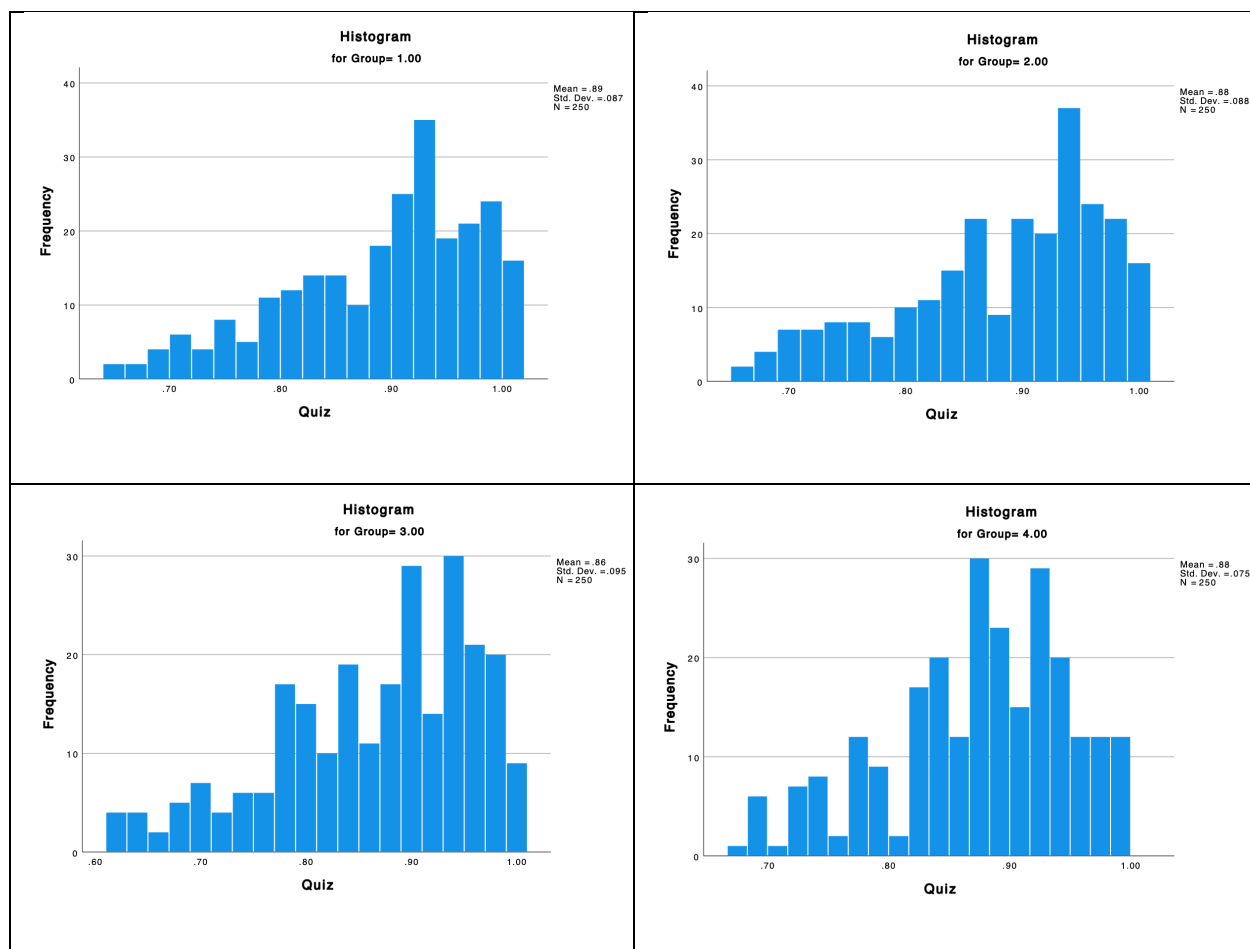 Histogram
for Group= 1.00
Mean = .89
Std. Dev. = .087
N = 250
40
30
20
10
0
Frequency
.70 .80 .90 1.00
Quiz
Histogram
for Group= 2.00
Mean = .88
Std. Dev. = .088
N = 250
40
30
20
10
0
Frequency
.70 .80 .90 1.00
Quiz
Histogram
for Group= 3.00
Mean = .86
Std. Dev. = .095
N = 250
30
20
10
0
Frequency
.60 .70 .80 .90 1.00
Quiz
Histogram
for Group= 4.00
Mean = .88
Std. Dev. = .075
N = 250
30
20
10
0
Frequency
.70 .80 .90 1.00
Quiz